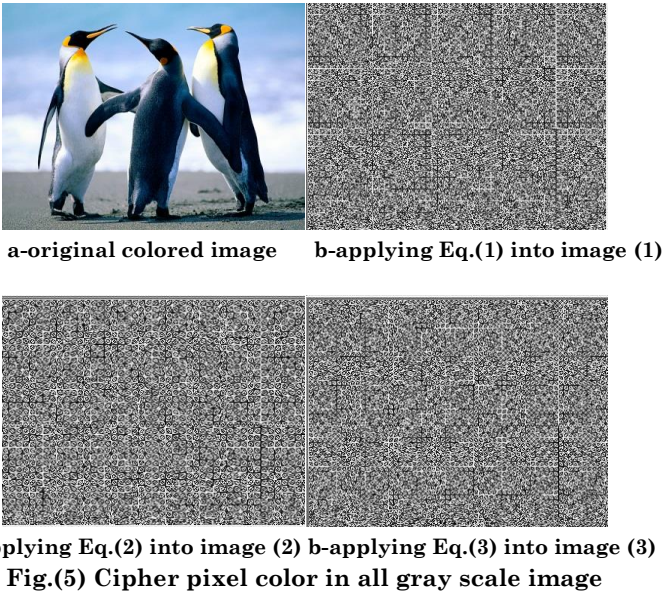 a-original colored image
b-applying Eq.(1) into image (1)
Eq.(2) into image (2)
b-applying Eq.(3) into image (3)
Fig.(5) Cipher pixel color in all gray scale image